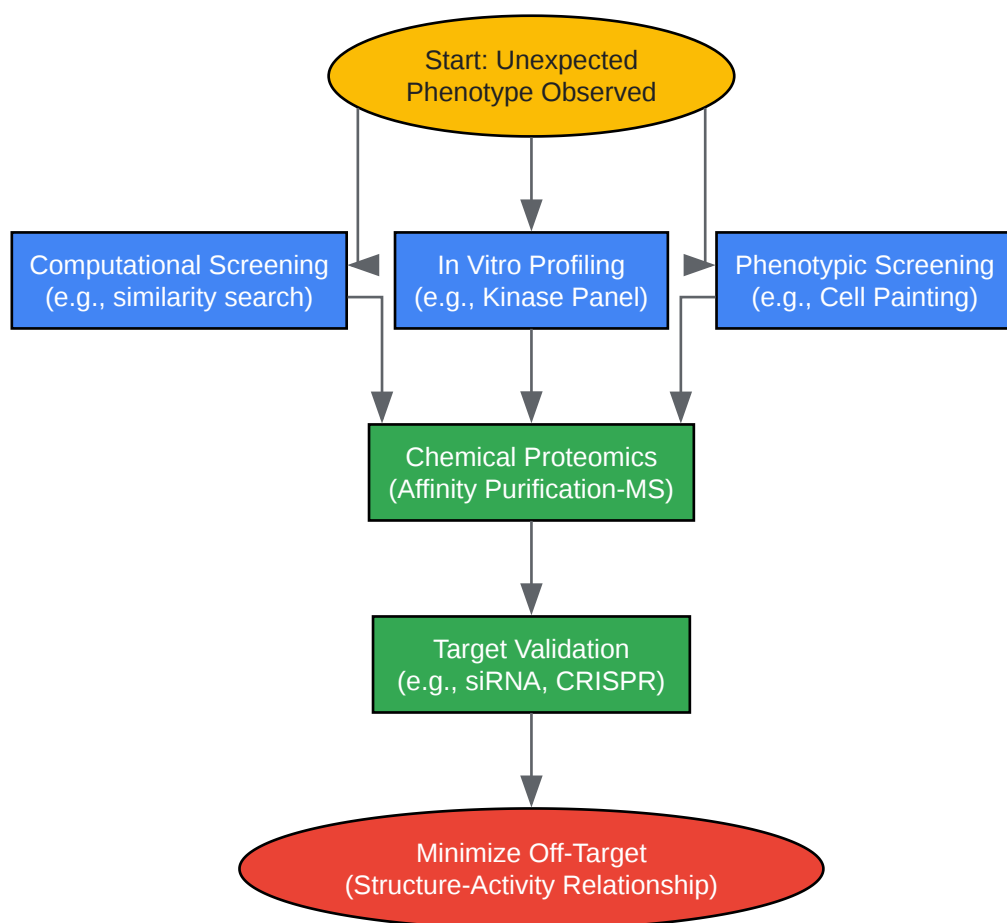 Start: Unexpected
Phenotype Observed
Computational Screening
(e.g., similarity search)
In Vitro Profiling
(e.g., Kinase Panel)
Phenotypic Screening
(e.g., Cell Painting)
Chemical Proteomics
(Affinity Purification-MS)
Target Validation
(e.g., siRNA, CRISPR)
Minimize Off-Target
(Structure-Activity Relationship)